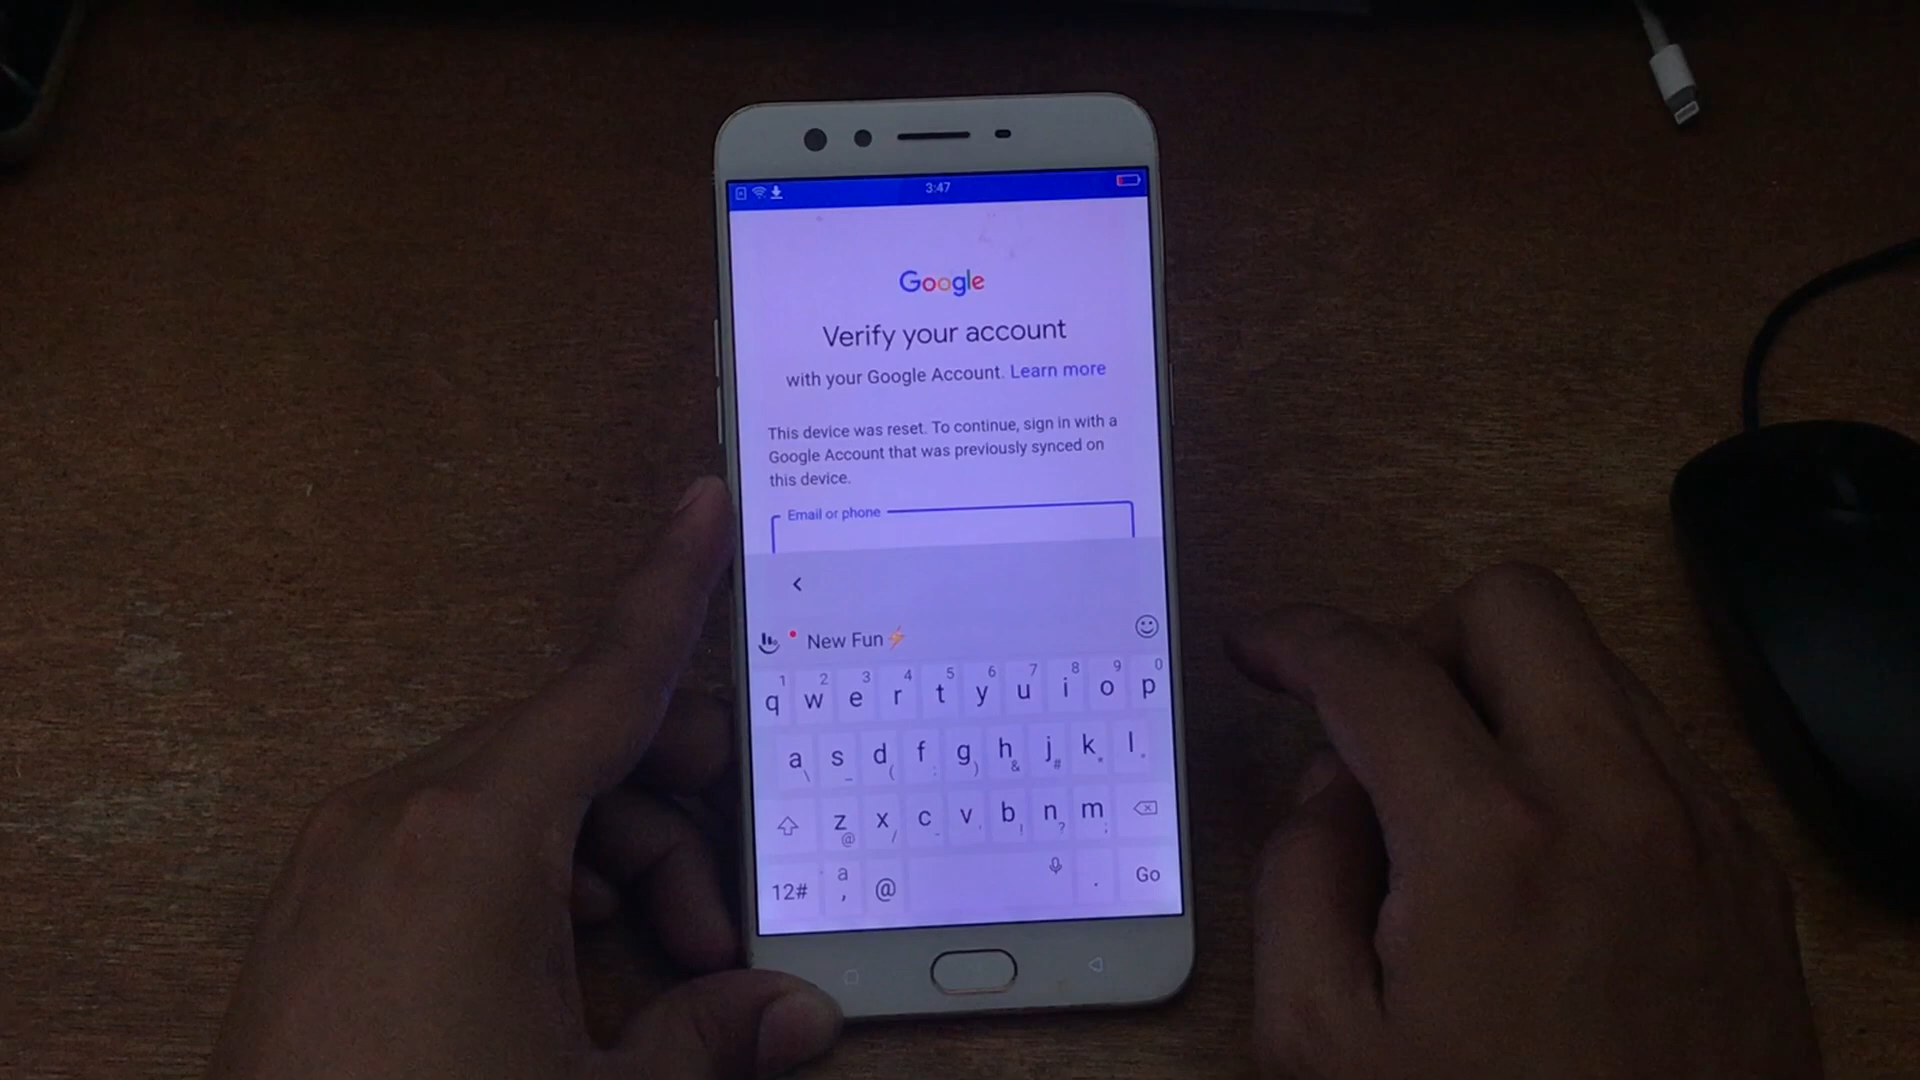 3:47
Google
Verify your account
with your Google Account. Learn more
This device was reset. To continue, sign in with a
Google Account that was previously synced on
this device.
Email or phone
<
New Fun⚡
1 2 3 4 5 6 7 8 9 0
q w e r t y u i o p
a s d f g h j k l
\ _ ( : ) & #
z x c v b n m
@ / ! ? ;
12# a , @ . Go